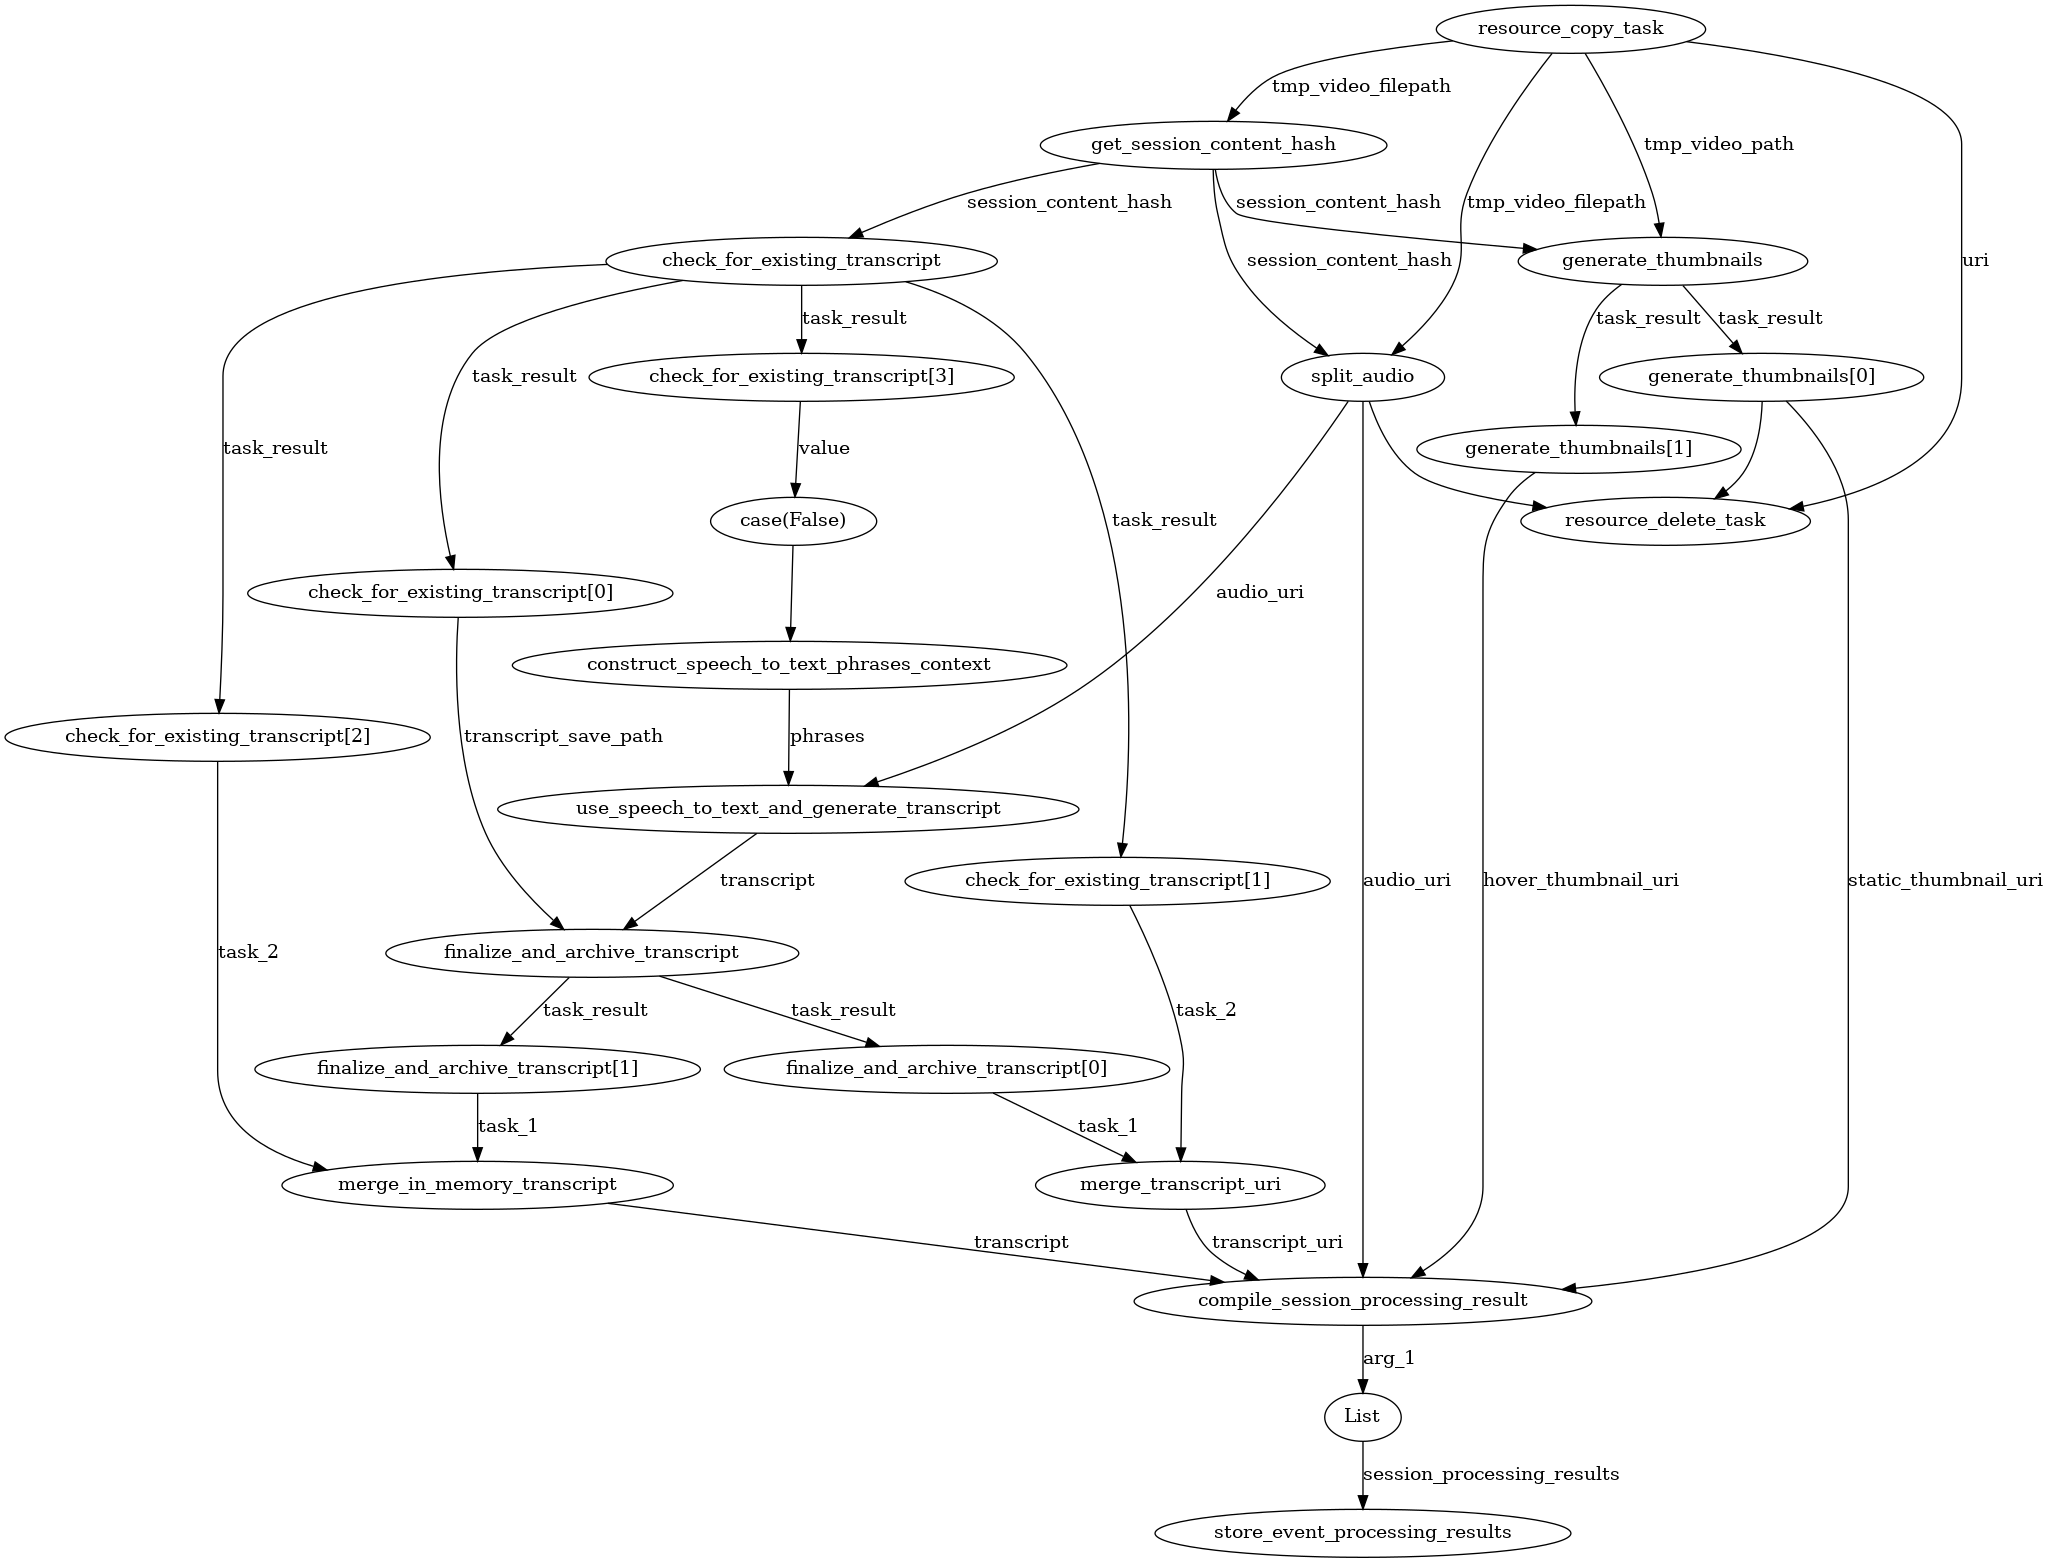 resource_copy_task
tmp_video_filepath
get_session_content_hash
tmp_video_path
session_content_hash
session_content_hash
tmp_video_filepath
check_for_existing_transcript
session_content_hash
generate_thumbnails
uri
task_result
task_result
task_result
task_result
check_for_existing_transcript[3]
split_audio
generate_thumbnails[0]
task_result
value
generate_thumbnails[1]
case(False)
task_result
resource_delete_task
check_for_existing_transcript[0]
audio_uri
construct_speech_to_text_phrases_context
check_for_existing_transcript[2]
transcript_save_path
phrases
use_speech_to_text_and_generate_transcript
transcript
check_for_existing_transcript[1]
audio_uri
hover_thumbnail_uri
static_thumbnail_uri
task_2
finalize_and_archive_transcript
task_result
task_result
task_2
finalize_and_archive_transcript[1]
finalize_and_archive_transcript[0]
task_1
task_1
merge_in_memory_transcript
merge_transcript_uri
transcript
transcript_uri
compile_session_processing_result
arg_1
List
session_processing_results
store_event_processing_results